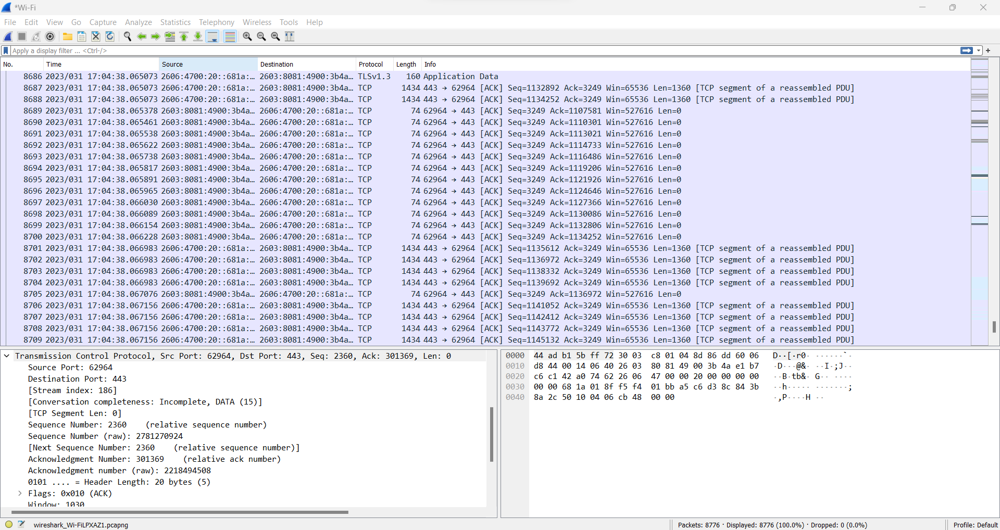 *Wi-Fi
File Edit View Go Capture Analyze Statistics Telephony Wireless Tools Help
Apply a display filter ... <Ctrl-/>
No. Time Source Destination Protocol Length Info
8686 2023/031 17:04:38.065073 2606:4700:20::681a:… 2603:8081:4900:3b4a… TLSv1.3 160 Application Data
8687 2023/031 17:04:38.065073 2606:4700:20::681a:… 2603:8081:4900:3b4a… TCP 1434 443 → 62964 [ACK] Seq=1132892 Ack=3249 Win=65536 Len=1360 [TCP segment of a reassembled PDU]
8688 2023/031 17:04:38.065073 2606:4700:20::681a:… 2603:8081:4900:3b4a… TCP 1434 443 → 62964 [ACK] Seq=1134252 Ack=3249 Win=65536 Len=1360 [TCP segment of a reassembled PDU]
8689 2023/031 17:04:38.065378 2603:8081:4900:3b4a… 2606:4700:20::681a:… TCP 74 62964 → 443 [ACK] Seq=3249 Ack=1107581 Win=527616 Len=0
8690 2023/031 17:04:38.065461 2603:8081:4900:3b4a… 2606:4700:20::681a:… TCP 74 62964 → 443 [ACK] Seq=3249 Ack=1110301 Win=527616 Len=0
8691 2023/031 17:04:38.065538 2603:8081:4900:3b4a… 2606:4700:20::681a:… TCP 74 62964 → 443 [ACK] Seq=3249 Ack=1113021 Win=527616 Len=0
8692 2023/031 17:04:38.065622 2603:8081:4900:3b4a… 2606:4700:20::681a:… TCP 74 62964 → 443 [ACK] Seq=3249 Ack=1114733 Win=527616 Len=0
8693 2023/031 17:04:38.065738 2603:8081:4900:3b4a… 2606:4700:20::681a:… TCP 74 62964 → 443 [ACK] Seq=3249 Ack=1116486 Win=527616 Len=0
8694 2023/031 17:04:38.065817 2603:8081:4900:3b4a… 2606:4700:20::681a:… TCP 74 62964 → 443 [ACK] Seq=3249 Ack=1119206 Win=527616 Len=0
8695 2023/031 17:04:38.065891 2603:8081:4900:3b4a… 2606:4700:20::681a:… TCP 74 62964 → 443 [ACK] Seq=3249 Ack=1121926 Win=527616 Len=0
8696 2023/031 17:04:38.065965 2603:8081:4900:3b4a… 2606:4700:20::681a:… TCP 74 62964 → 443 [ACK] Seq=3249 Ack=1124646 Win=527616 Len=0
8697 2023/031 17:04:38.066030 2603:8081:4900:3b4a… 2606:4700:20::681a:… TCP 74 62964 → 443 [ACK] Seq=3249 Ack=1127366 Win=527616 Len=0
8698 2023/031 17:04:38.066089 2603:8081:4900:3b4a… 2606:4700:20::681a:… TCP 74 62964 → 443 [ACK] Seq=3249 Ack=1130086 Win=527616 Len=0
8699 2023/031 17:04:38.066154 2603:8081:4900:3b4a… 2606:4700:20::681a:… TCP 74 62964 → 443 [ACK] Seq=3249 Ack=1132806 Win=527616 Len=0
8700 2023/031 17:04:38.066228 2603:8081:4900:3b4a… 2606:4700:20::681a:… TCP 74 62964 → 443 [ACK] Seq=3249 Ack=1134252 Win=527616 Len=0
8701 2023/031 17:04:38.066983 2606:4700:20::681a:… 2603:8081:4900:3b4a… TCP 1434 443 → 62964 [ACK] Seq=1135612 Ack=3249 Win=65536 Len=1360 [TCP segment of a reassembled PDU]
8702 2023/031 17:04:38.066983 2606:4700:20::681a:… 2603:8081:4900:3b4a… TCP 1434 443 → 62964 [ACK] Seq=1136972 Ack=3249 Win=65536 Len=1360 [TCP segment of a reassembled PDU]
8703 2023/031 17:04:38.066983 2606:4700:20::681a:… 2603:8081:4900:3b4a… TCP 1434 443 → 62964 [ACK] Seq=1138332 Ack=3249 Win=65536 Len=1360 [TCP segment of a reassembled PDU]
8704 2023/031 17:04:38.066983 2606:4700:20::681a:… 2603:8081:4900:3b4a… TCP 1434 443 → 62964 [ACK] Seq=1139692 Ack=3249 Win=65536 Len=1360 [TCP segment of a reassembled PDU]
8705 2023/031 17:04:38.067076 2603:8081:4900:3b4a… 2606:4700:20::681a:… TCP 74 62964 → 443 [ACK] Seq=3249 Ack=1136972 Win=527616 Len=0
8706 2023/031 17:04:38.067156 2606:4700:20::681a:… 2603:8081:4900:3b4a… TCP 1434 443 → 62964 [ACK] Seq=1141052 Ack=3249 Win=65536 Len=1360 [TCP segment of a reassembled PDU]
8707 2023/031 17:04:38.067156 2606:4700:20::681a:… 2603:8081:4900:3b4a… TCP 1434 443 → 62964 [ACK] Seq=1142412 Ack=3249 Win=65536 Len=1360 [TCP segment of a reassembled PDU]
8708 2023/031 17:04:38.067156 2606:4700:20::681a:… 2603:8081:4900:3b4a… TCP 1434 443 → 62964 [ACK] Seq=1143772 Ack=3249 Win=65536 Len=1360 [TCP segment of a reassembled PDU]
8709 2023/031 17:04:38.067156 2606:4700:20::681a:… 2603:8081:4900:3b4a… TCP 1434 443 → 62964 [ACK] Seq=1145132 Ack=3249 Win=65536 Len=1360 [TCP segment of a reassembled PDU]
Transmission Control Protocol, Src Port: 62964, Dst Port: 443, Seq: 2360, Ack: 301369, Len: 0
Source Port: 62964
Destination Port: 443
[Stream index: 186]
[Conversation completeness: Incomplete, DATA (15)]
[TCP Segment Len: 0]
Sequence Number: 2360 (relative sequence number)
Sequence Number (raw): 2781270924
[Next Sequence Number: 2360 (relative sequence number)]
Acknowledgment Number: 301369 (relative ack number)
Acknowledgment number (raw): 2218494508
0101 .... = Header Length: 20 bytes (5)
Flags: 0x010 (ACK)
Window: 1030
0000 44 ad b1 5b ff 72 30 03 c8 01 04 8d 86 dd 60 06 D··[·r0· ······`·
0010 d8 44 00 14 06 40 26 03 80 81 49 00 3b 4a e1 b7 ·D···@&· ··I·;J··
0020 c6 c1 42 a0 74 62 26 06 47 00 00 20 00 00 00 00 ··B·tb&· G·· ····
0030 00 00 68 1a 01 8f f5 f4 01 bb a5 c6 d3 8c 84 3b ··h····· ·······;
0040 8a 2c 50 10 04 06 cb 48 00 00 ·,P····H ··
wireshark_Wi-FiLPXAZ1.pcapng
Packets: 8776 · Displayed: 8776 (100.0%) · Dropped: 0 (0.0%)
Profile: Default